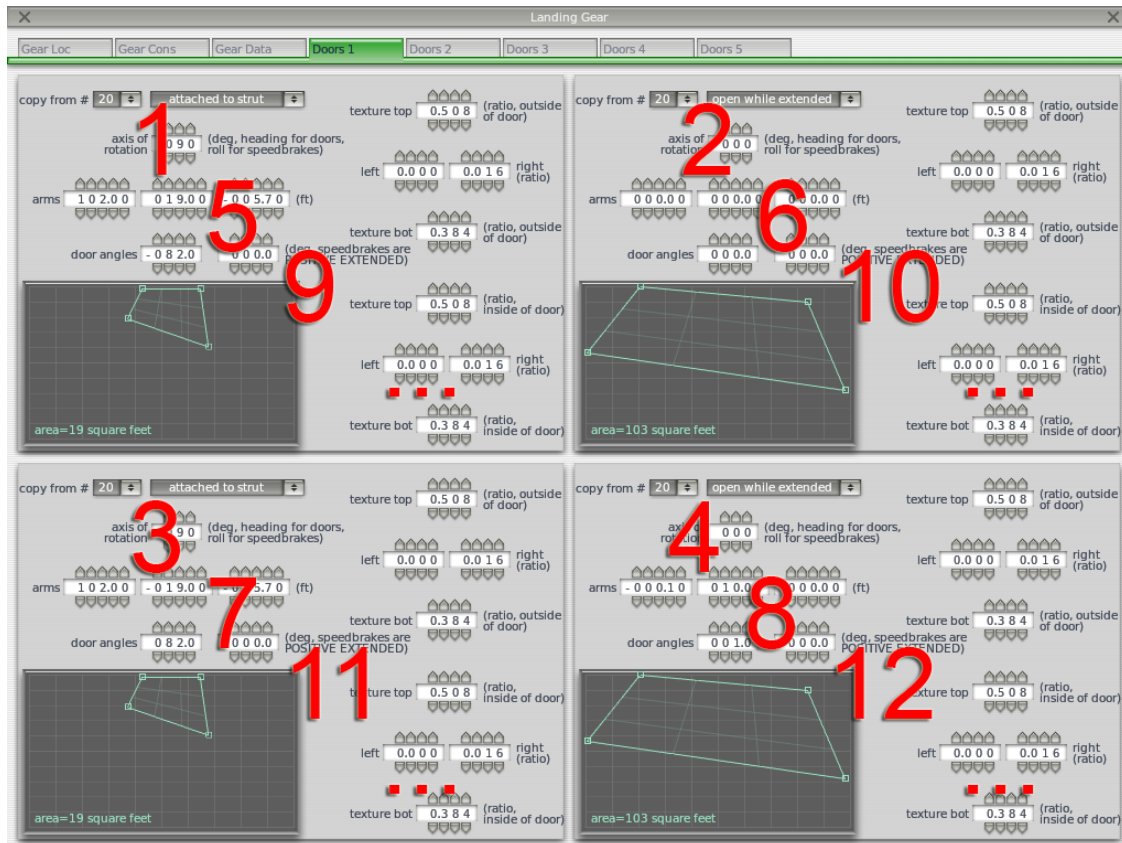 Landing Gear
Gear Loc Gear Cons Gear Data Doors 1 Doors 2 Doors 3 Doors 4 Doors 5
copy from # 20 attached to strut
texture top 0.508 (ratio, outside of door)
1
axis of rotation 090 (deg, heading for doors, roll for speedbrakes)
left 0.000 0.016 right (ratio)
arms 102.00 019.00 -005.70 (ft)
5
texture bot 0.384 (ratio, outside of door)
door angles -082.0 000.0 (deg, speedbrakes are POSITIVE EXTENDED)
9
texture top 0.508 (ratio, inside of door)
left 0.000 0.016 right (ratio)
texture bot 0.384 (ratio, inside of door)
area=19 square feet
copy from # 20 open while extended
texture top 0.508 (ratio, outside of door)
2
axis of rotation 000 (deg, heading for doors, roll for speedbrakes)
left 0.000 0.016 right (ratio)
arms 000.00 000.00 000.00 (ft)
6
texture bot 0.384 (ratio, outside of door)
door angles 000.0 000.0 (deg, speedbrakes are POSITIVE EXTENDED)
10
texture top 0.508 (ratio, inside of door)
left 0.000 0.016 right (ratio)
texture bot 0.384 (ratio, inside of door)
area=103 square feet
copy from # 20 attached to strut
texture top 0.508 (ratio, outside of door)
3
axis of rotation 090 (deg, heading for doors, roll for speedbrakes)
left 0.000 0.016 right (ratio)
arms 102.00 -019.00 -005.70 (ft)
7
texture bot 0.384 (ratio, outside of door)
door angles 082.0 000.0 (deg, speedbrakes are POSITIVE EXTENDED)
11
texture top 0.508 (ratio, inside of door)
left 0.000 0.016 right (ratio)
texture bot 0.384 (ratio, inside of door)
area=19 square feet
copy from # 20 open while extended
texture top 0.508 (ratio, outside of door)
4
axis of rotation 000 (deg, heading for doors, roll for speedbrakes)
left 0.000 0.016 right (ratio)
arms -000.10 010.00 000.00 (ft)
8
texture bot 0.384 (ratio, outside of door)
door angles 001.0 000.0 (deg, speedbrakes are POSITIVE EXTENDED)
12
texture top 0.508 (ratio, inside of door)
left 0.000 0.016 right (ratio)
texture bot 0.384 (ratio, inside of door)
area=103 square feet